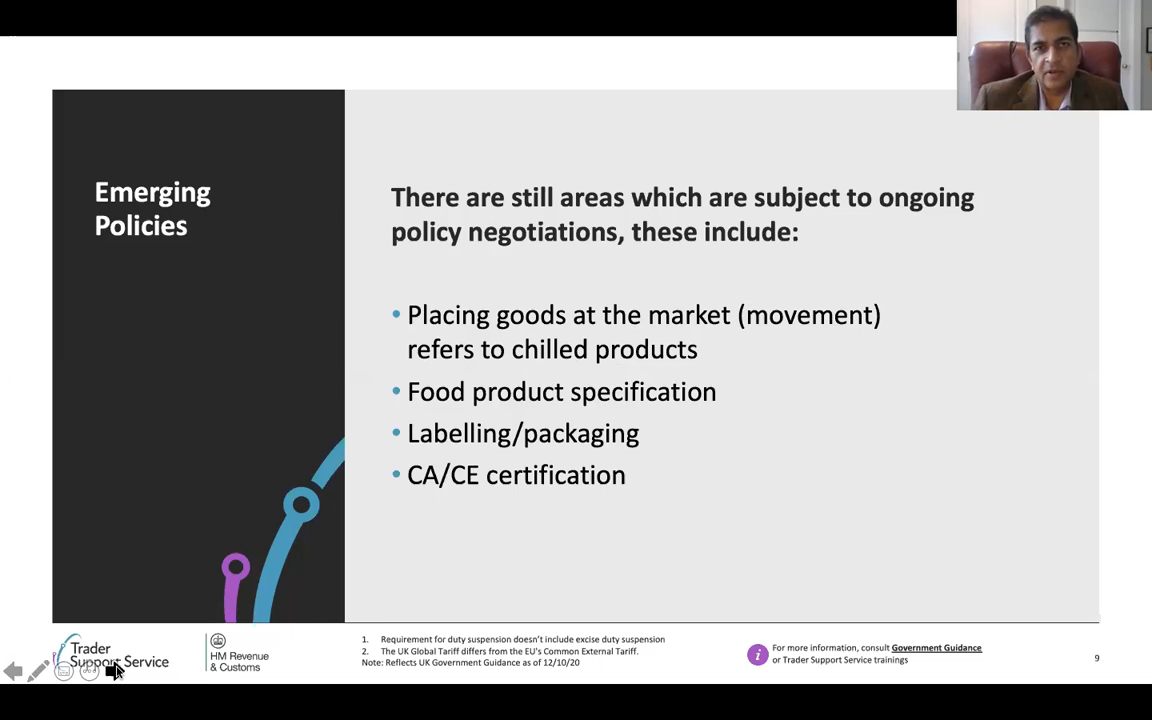 Emerging
Policies
There are still areas which are subject to ongoing
policy negotiations, these include:
• Placing goods at the market (movement)
refers to chilled products
• Food product specification
• Labelling/packaging
• CA/CE certification
Trader
Support Service
HM Revenue
& Customs
1. Requirement for duty suspension doesn't include excise duty suspension
2. The UK Global Tariff differs from the EU's Common External Tariff.
Note: Reflects UK Government Guidance as of 12/10/20
i
For more information, consult Government Guidance
or Trader Support Service trainings
9